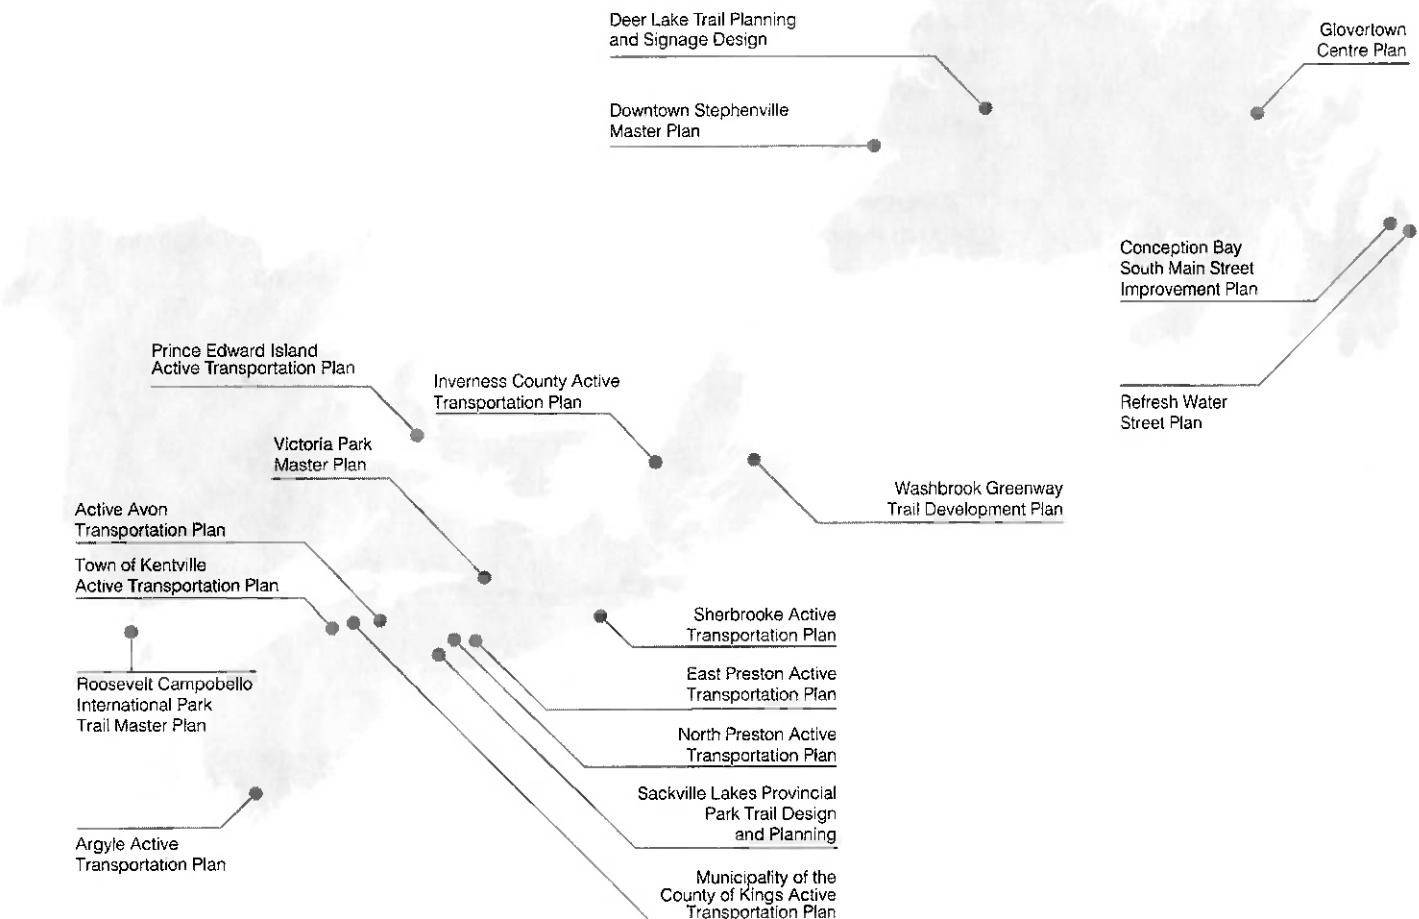 Deer Lake Trail Planning
and Signage Design
Glovertown
Centre Plan
Downtown Stephenville
Master Plan
Conception Bay
South Main Street
Improvement Plan
Prince Edward Island
Active Transportation Plan
Inverness County Active
Transportation Plan
Refresh Water
Street Plan
Victoria Park
Master Plan
Washbrook Greenway
Trail Development Plan
Active Avon
Transportation Plan
Town of Kentville
Active Transportation Plan
Sherbrooke Active
Transportation Plan
Roosevelt Campobello
International Park
Trail Master Plan
East Preston Active
Transportation Plan
North Preston Active
Transportation Plan
Sackville Lakes Provincial
Park Trail Design
and Planning
Argyle Active
Transportation Plan
Municipality of the
County of Kings Active
Transportation Plan